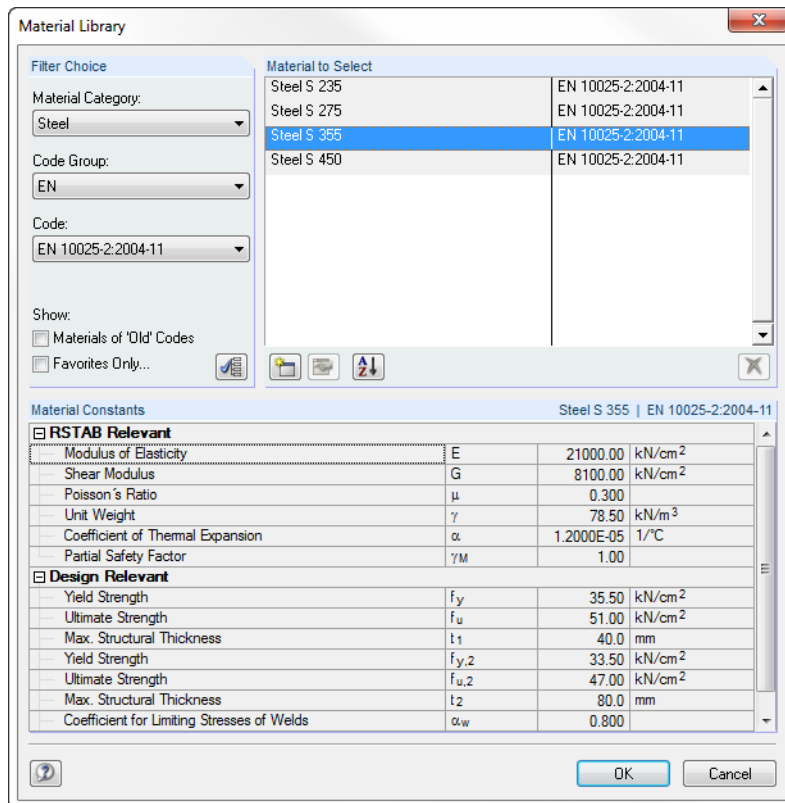 Material Library
Filter Choice
Material Category:
Steel
Code Group:
EN
Code:
EN 10025-2:2004-11
Show:
Materials of 'Old' Codes
Favorites Only...
Material to Select
Steel S 235 EN 10025-2:2004-11
Steel S 275 EN 10025-2:2004-11
Steel S 355 EN 10025-2:2004-11
Steel S 450 EN 10025-2:2004-11
Material Constants Steel S 355 | EN 10025-2:2004-11
RSTAB Relevant
Modulus of Elasticity E 21000.00 kN/cm²
Shear Modulus G 8100.00 kN/cm²
Poisson´s Ratio μ 0.300
Unit Weight γ 78.50 kN/m³
Coefficient of Thermal Expansion α 1.2000E-05 1/°C
Partial Safety Factor γM 1.00
Design Relevant
Yield Strength fy 35.50 kN/cm²
Ultimate Strength fu 51.00 kN/cm²
Max. Structural Thickness t1 40.0 mm
Yield Strength fy,2 33.50 kN/cm²
Ultimate Strength fu,2 47.00 kN/cm²
Max. Structural Thickness t2 80.0 mm
Coefficient for Limiting Stresses of Welds αw 0.800
OK Cancel